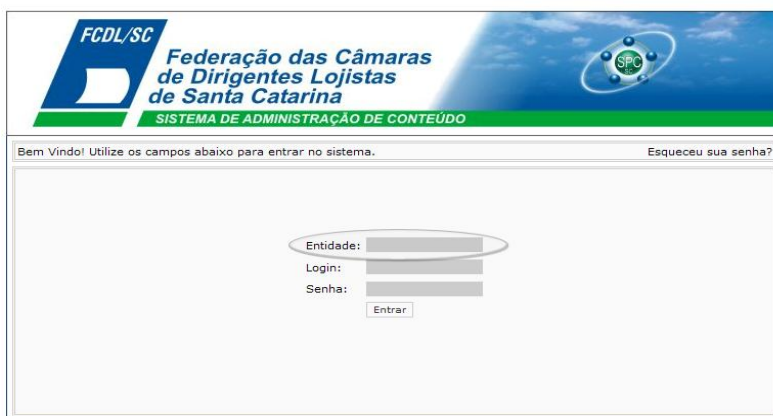 FCDL/SC
Federação das Câmaras
de Dirigentes Lojistas
de Santa Catarina
SISTEMA DE ADMINISTRAÇÃO DE CONTEÚDO
SPC
SC
Bem Vindo! Utilize os campos abaixo para entrar no sistema.
Esqueceu sua senha?
Entidade:
Login:
Senha:
Entrar